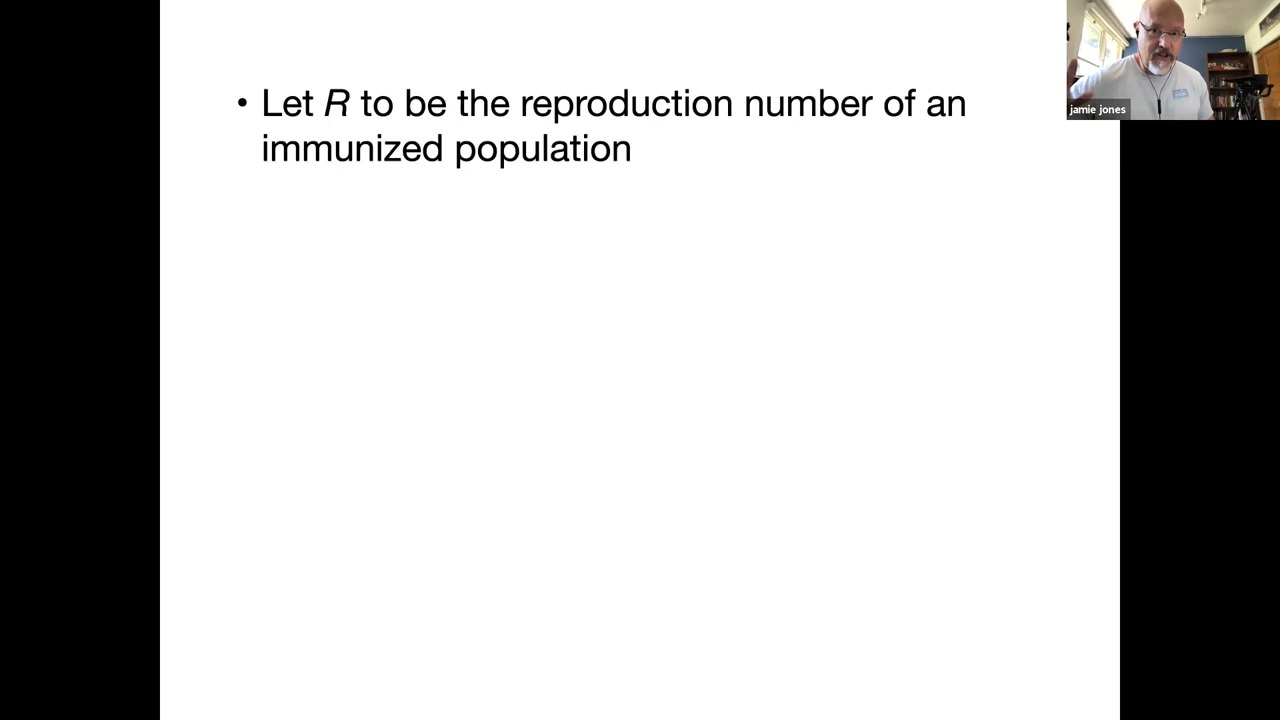 • Let R to be the reproduction number of an
immunized population
jamie jones